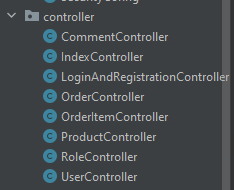 controller
CommentController
IndexController
LoginAndRegistrationController
OrderController
OrderItemController
ProductController
RoleController
UserController